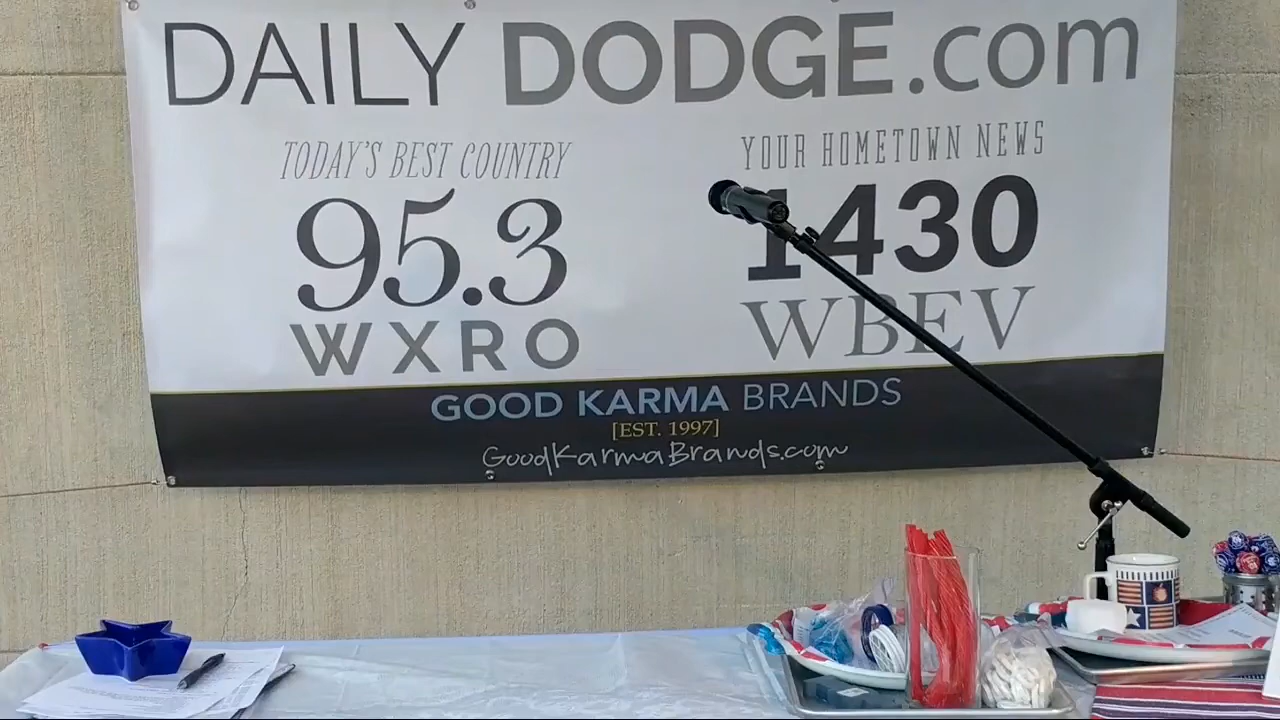 DAILY DODGE.com
TODAY'S BEST COUNTRY
95.3
WXRO
YOUR HOMETOWN NEWS
1430
WBEV
GOOD KARMA BRANDS
[EST. 1997]
GoodKarmaBrands.com